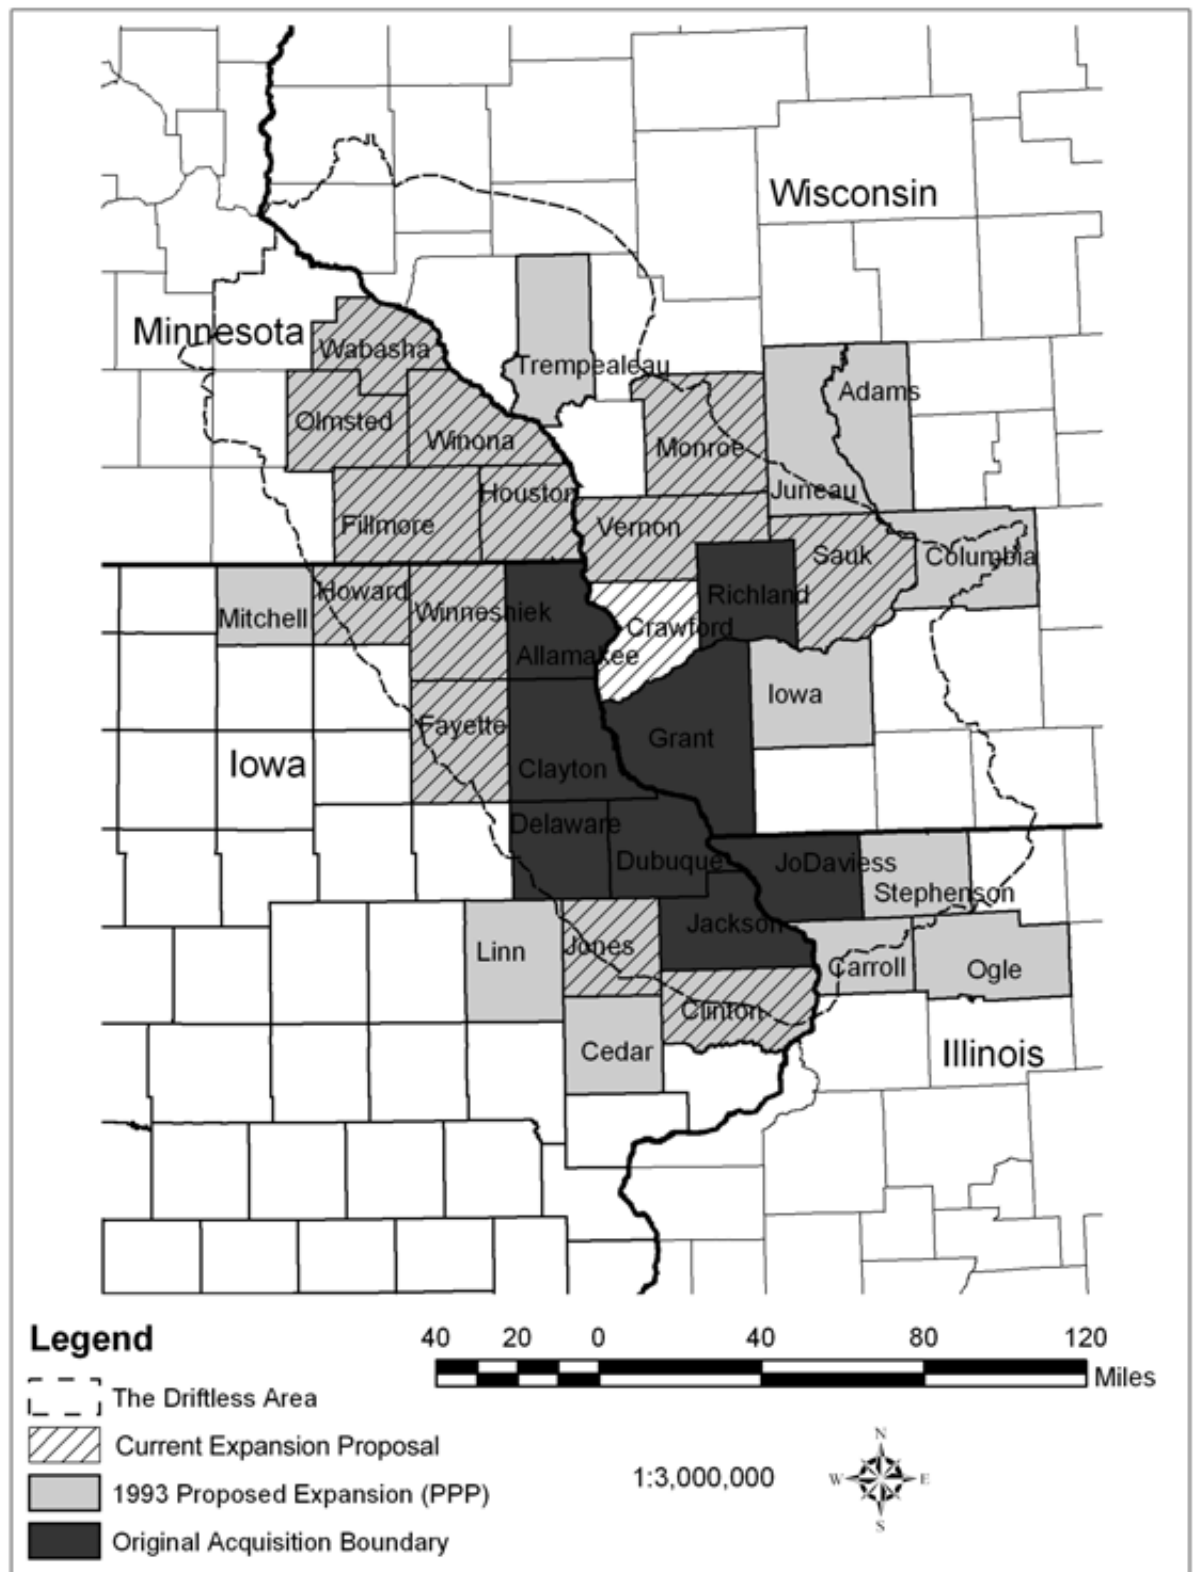 Wisconsin
Minnesota
Wabasha
Trempealeau
Adams
Olmsted
Winona
Monroe
Juneau
Houston
Fillmore
Vernon
Sauk
Columbia
Howard
Mitchell
Winneshiek
Richland
Crawford
Allamakee
Iowa
Fayette
Grant
Iowa
Clayton
Delaware
Dubuque
JoDaviess
Stephenson
Jackson
Linn
Jones
Carroll
Ogle
Clinton
Cedar
Illinois
Legend
40 20 0 40 80 120
Miles
The Driftless Area
Current Expansion Proposal
1993 Proposed Expansion (PPP)
Original Acquisition Boundary
1:3,000,000
N
W E
S